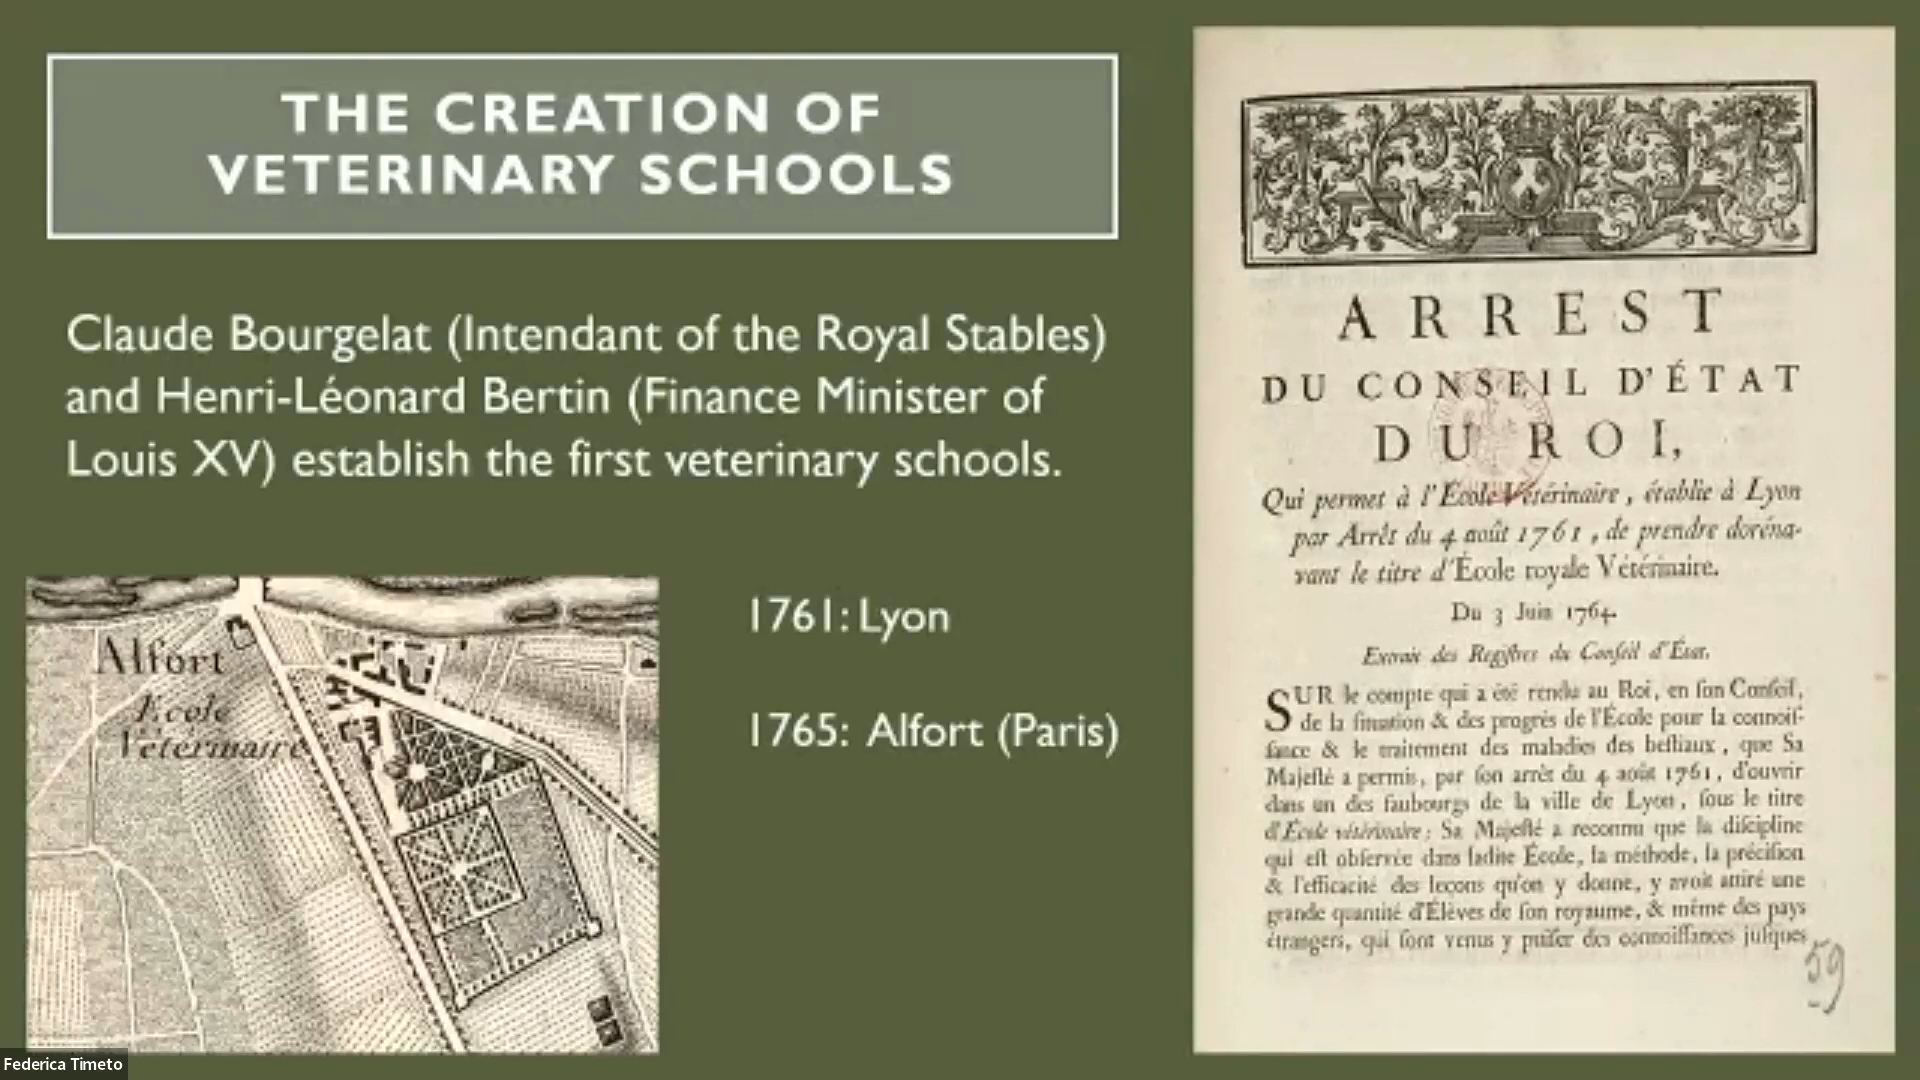 THE CREATION OF
VETERINARY SCHOOLS
Claude Bourgelat (Intendant of the Royal Stables)
and Henri-Léonard Bertin (Finance Minister of
Louis XV) establish the first veterinary schools.
Alfort
Ecole
Vétérinaire
1761: Lyon
1765: Alfort (Paris)
ARREST
DU CONSEIL D'ÉTAT
DU ROI,
Qui permet à l'École Vétérinaire, établie à Lyon
par Arrêt du 4 août 1761, de prendre doréna-
vant le titre d'École royale Vétérinaire.
Du 3 Juin 1764.
Extrait des Regiſtres du Conſeil d'État.
SUR le compte qui a été rendu au Roi, en ſon Conſeil,
de la ſituation & des progrès de l'École pour la connoiſ-
ſance & le traitement des maladies des beſtiaux, que Sa
Majeſté a permis, par ſon arrêt du 4 août 1761, d'ouvrir
dans un des faubourgs de la ville de Lyon, ſous le titre
d'École vétérinaire; Sa Majeſté a reconnu que la diſcipline
qui eſt obſervée dans ladite École, la méthode, la préciſion
& l'efficacité des leçons qu'on y donne, y avoit attiré une
grande quantité d'Élèves de ſon royaume, & même des pays
étrangers, qui ſont venus y puiſer des connoiſſances juſques
59
Federica Timeto